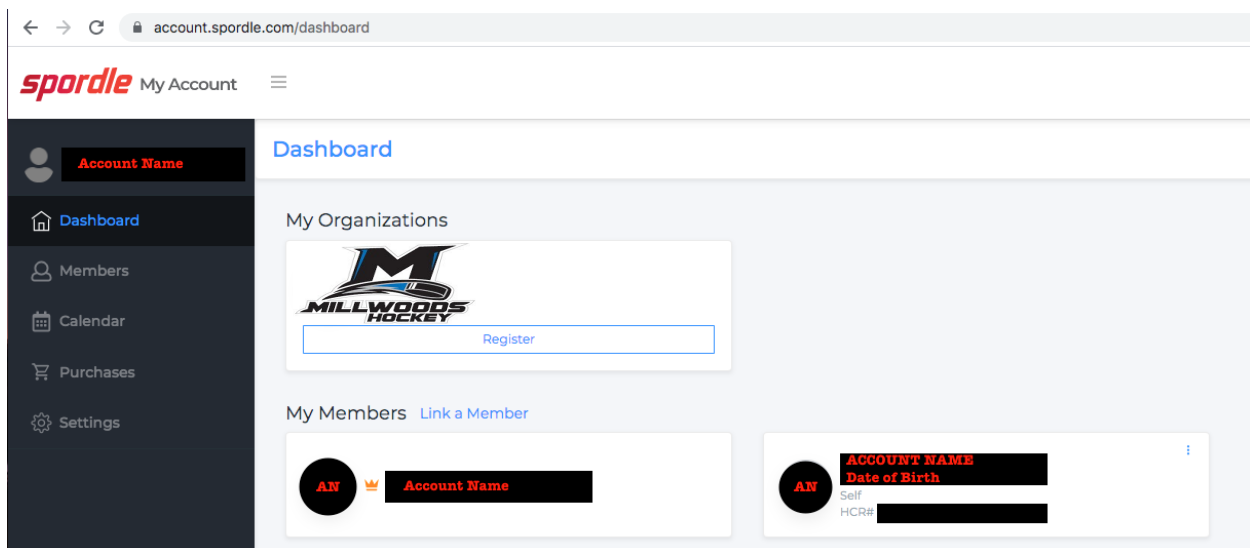 account.spordle.com/dashboard
spordle My Account
Account Name
Dashboard
Members
Calendar
Purchases
Settings
Dashboard
My Organizations
M
MILLWOODS
HOCKEY
Register
My Members Link a Member
AN Account Name
AN
ACCOUNT NAME
Date of Birth
Self
HCR#